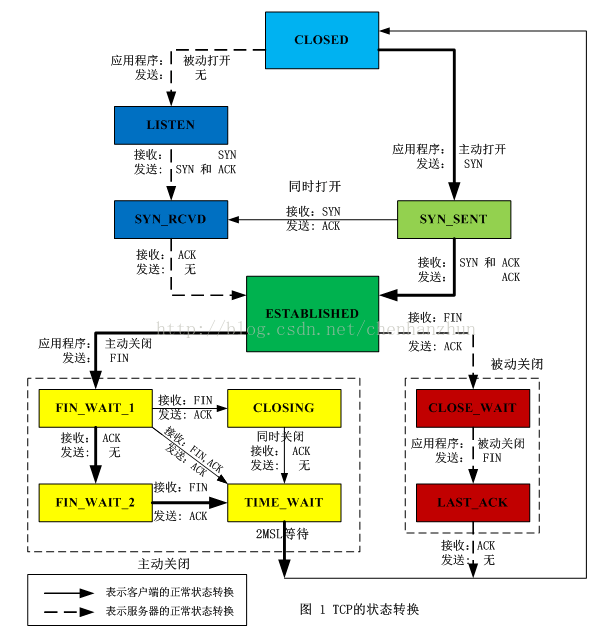 CLOSED
应用程序： 被动打开
发送： 无
LISTEN
应用程序： 主动打开
发送： SYN
接收： SYN
发送： SYN 和 ACK
同时打开
SYN_RCVD
接收：SYN
发送：ACK
SYN_SENT
接收： ACK
发送： 无
接收： SYN 和 ACK
发送： ACK
ESTABLISHED
http://blog.csdn.net/chenhanzhun
接收：FIN
发送：ACK
应用程序： 主动关闭
发送： FIN
被动关闭
FIN_WAIT_1
接收：FIN
发送：ACK
CLOSING
CLOSE_WAIT
接收：FIN,ACK
发送：ACK
同时关闭
接收： ACK
发送： 无
接收： ACK
发送： 无
应用程序： 被动关闭
发送： FIN
FIN_WAIT_2
接收：FIN
发送：ACK
TIME_WAIT
LAST_ACK
2MSL等待
接收：ACK
发送： 无
主动关闭
表示客户端的正常状态转换
表示服务器的正常状态转换
图 1 TCP的状态转换